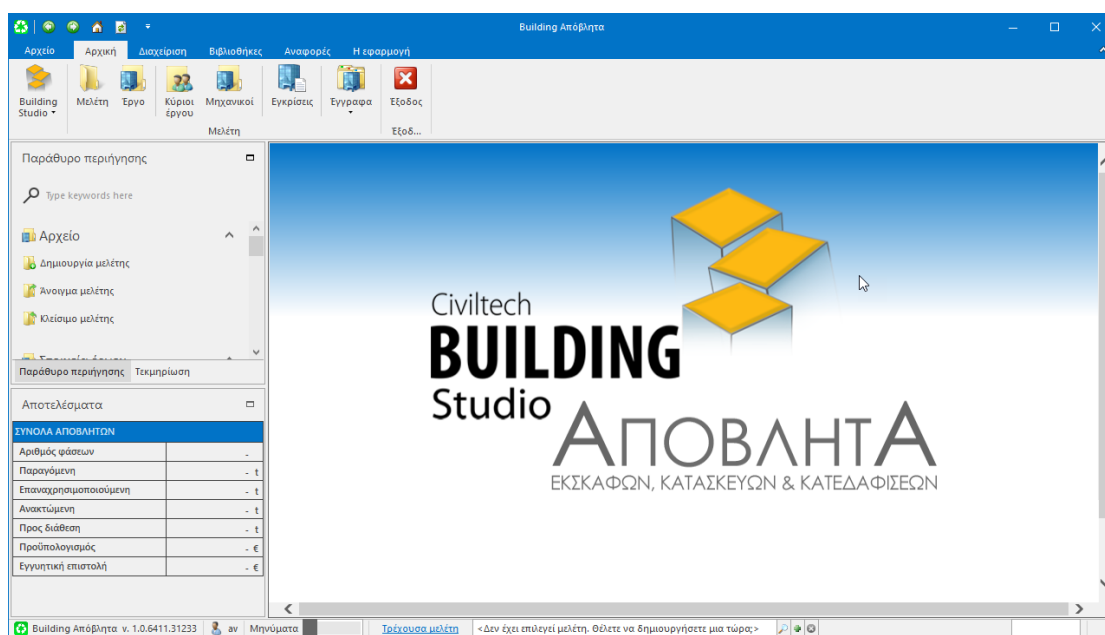 Building Απόβλητα
Αρχείο Αρχική Διαχείριση Βιβλιοθήκες Αναφορές Η εφαρμογή
Building Studio
Μελέτη
Έργο
Κύριοι έργου
Μηχανικοί
Εγκρίσεις
Έγγραφα
Έξοδος
Μελέτη
Έξοδ...
Παράθυρο περιήγησης
Type keywords here
Αρχείο
Δημιουργία μελέτης
Άνοιγμα μελέτης
Κλείσιμο μελέτης
Στοιχεία έργου
Παράθυρο περιήγησης Τεκμηρίωση
Αποτελέσματα
ΣΥΝΟΛΑ ΑΠΟΒΛΗΤΩΝ
Αριθμός φάσεων -
Παραγόμενη - t
Επαναχρησιμοποιούμενη - t
Ανακτώμενη - t
Προς διάθεση - t
Προϋπολογισμός - €
Εγγυητική επιστολή - €
Civiltech
BUILDING
Studio
ΑΠΟΒΛΗΤΑ
ΕΚΣΚΑΦΩΝ, ΚΑΤΑΣΚΕΥΩΝ & ΚΑΤΕΔΑΦΙΣΕΩΝ
Building Απόβλητα v. 1.0.6411.31233 av Μηνύματα Τρέχουσα μελέτη <Δεν έχει επιλεγεί μελέτη. Θέλετε να δημιουργήσετε μια τώρα;>